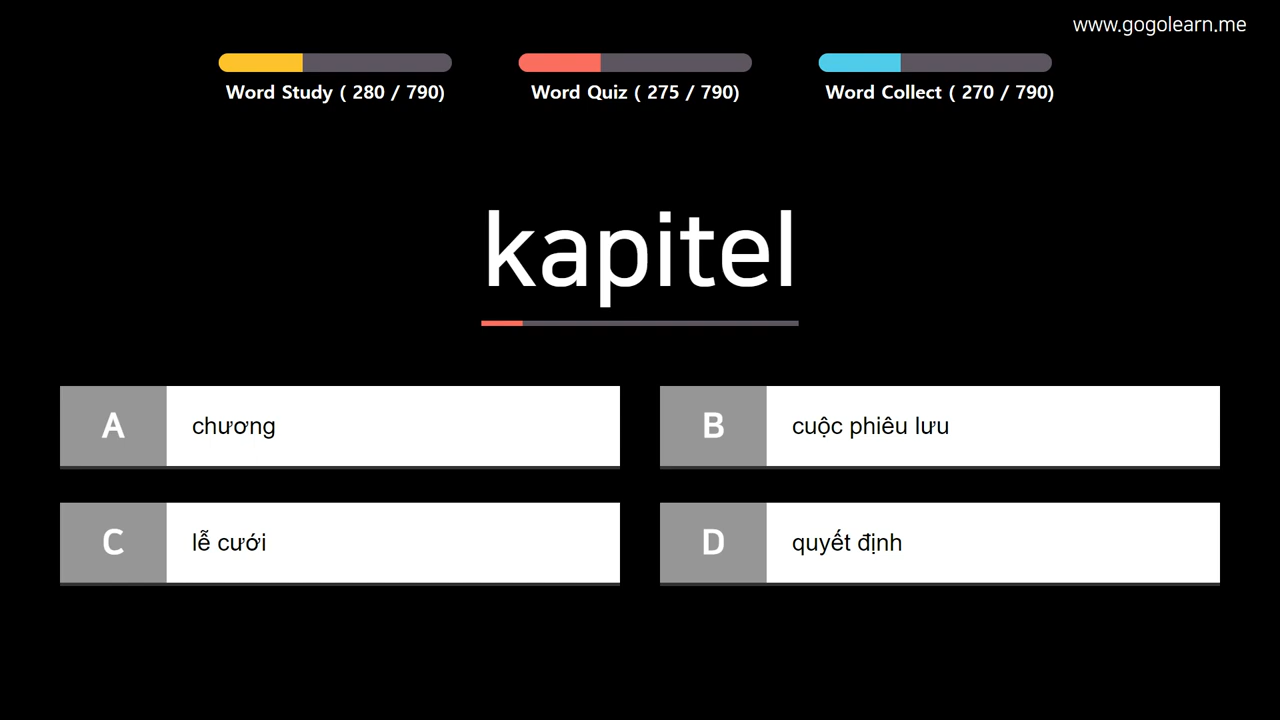 www.gogolearn.me
Word Study ( 280 / 790)
Word Quiz ( 275 / 790)
Word Collect ( 270 / 790)
kapitel
A chương
B cuộc phiêu lưu
C lễ cưới
D quyết định